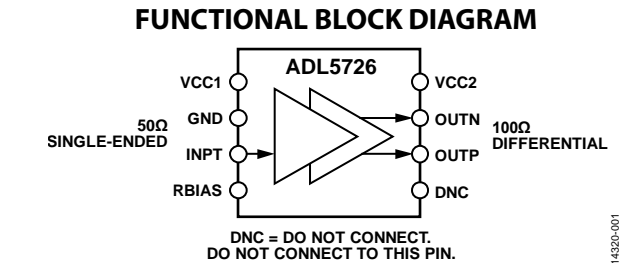 FUNCTIONAL BLOCK DIAGRAM
ADL5726
VCC1
VCC2
GND
OUTN
50Ω
SINGLE-ENDED
100Ω
DIFFERENTIAL
INPT
OUTP
RBIAS
DNC
DNC = DO NOT CONNECT.
DO NOT CONNECT TO THIS PIN.
14320-001